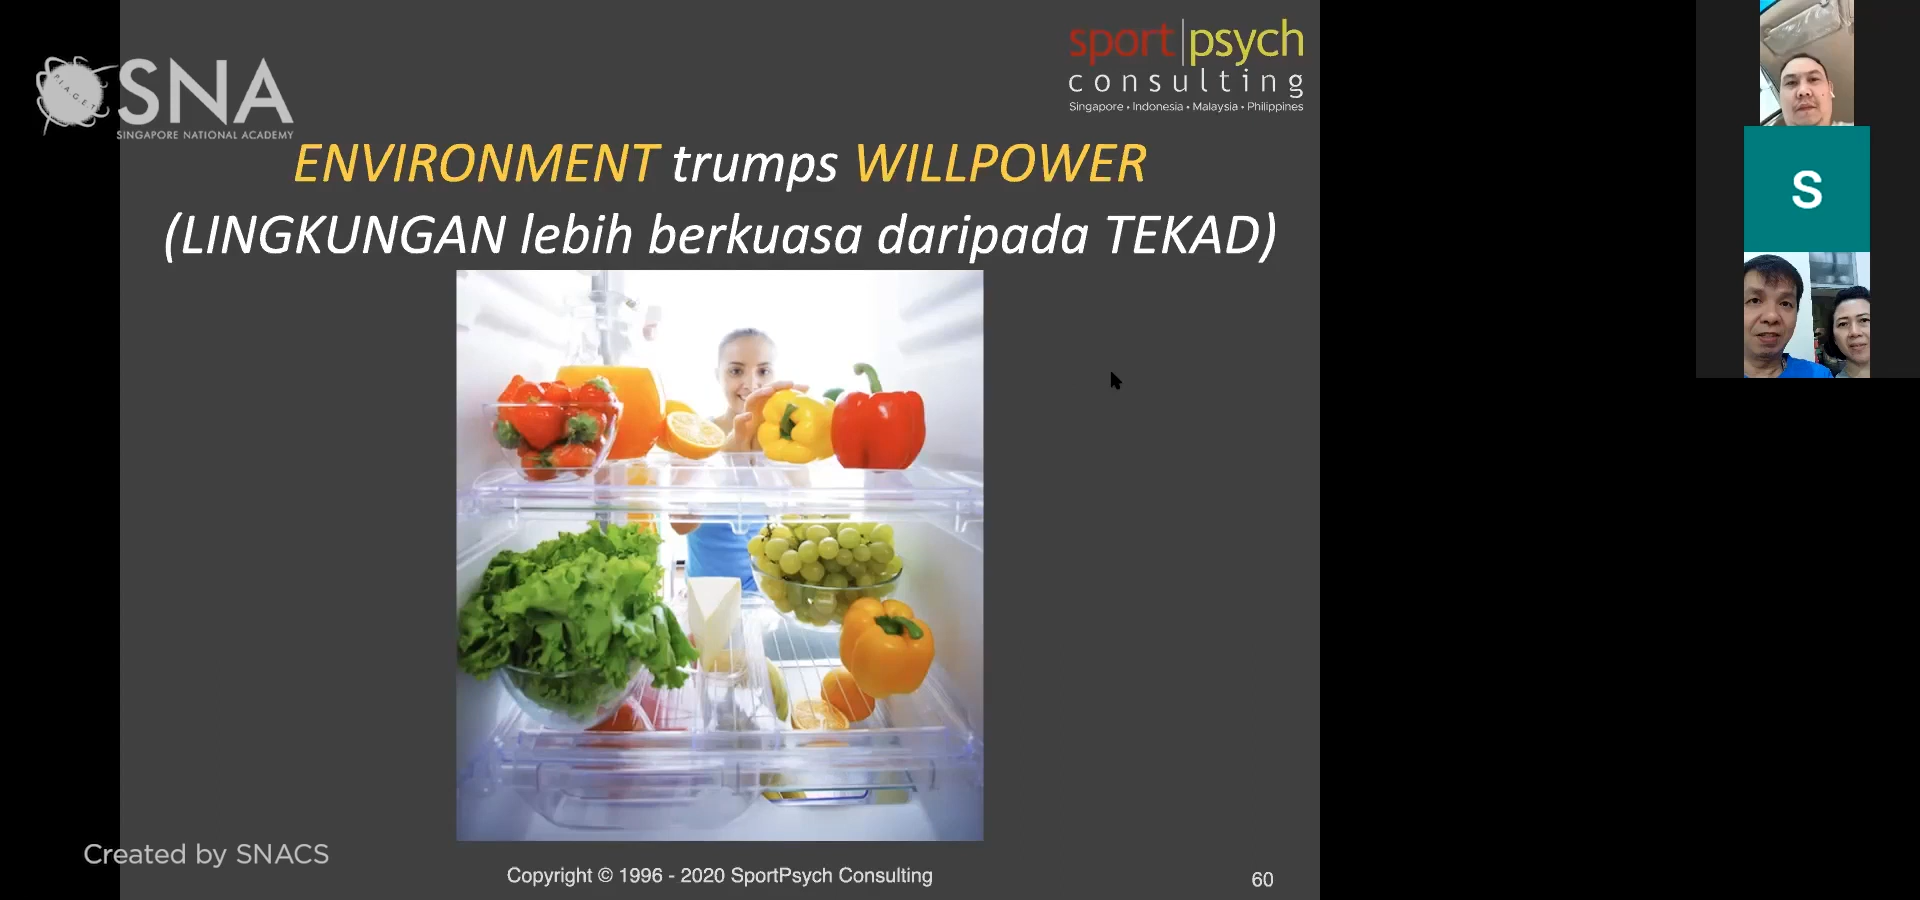 SNA
SINGAPORE NATIONAL ACADEMY
PIAGET
sport|psych
consulting
Singapore • Indonesia • Malaysia • Philippines
ENVIRONMENT trumps WILLPOWER
(LINGKUNGAN lebih berkuasa daripada TEKAD)
S
Created by SNACS
Copyright © 1996 - 2020 SportPsych Consulting
60